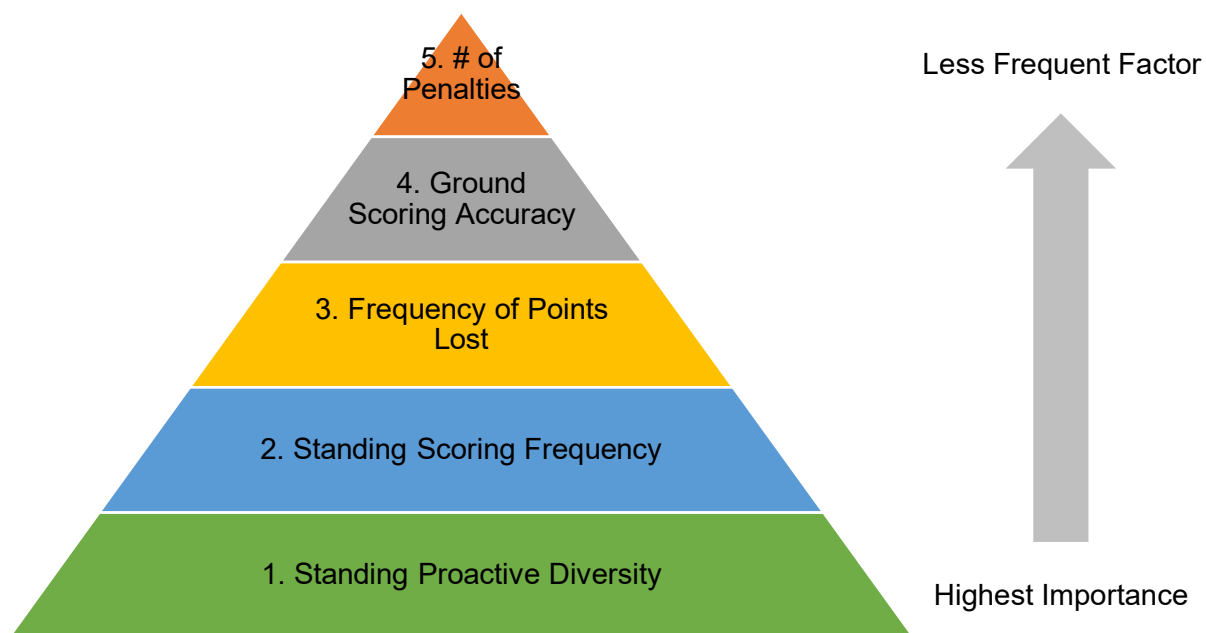 5. # of
Penalties
Less Frequent Factor
4. Ground
Scoring Accuracy
3. Frequency of Points
Lost
2. Standing Scoring Frequency
1. Standing Proactive Diversity
Highest Importance